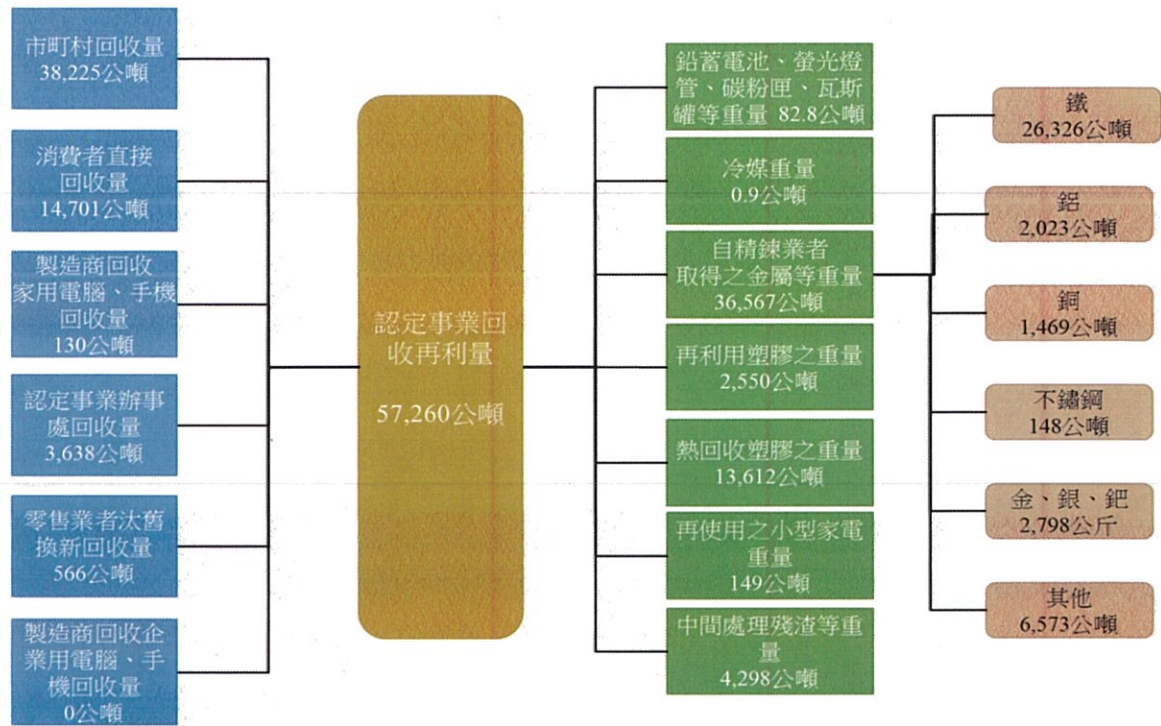 市町村回收量
38,225公噸
消費者直接
回收量
14,701公噸
製造商回收
家用電腦、手機
回收量
130公噸
認定事業辦事
處回收量
3,638公噸
零售業者汰舊
換新回收量
566公噸
製造商回收企
業用電腦、手
機回收量
0公噸
認定事業回
收再利量
57,260公噸
鉛蓄電池、螢光燈
管、碳粉匣、瓦斯
罐等重量 82.8公噸
冷媒重量
0.9公噸
自精鍊業者
取得之金屬等重量
36,567公噸
再利用塑膠之重量
2,550公噸
熱回收塑膠之重量
13,612公噸
再使用之小型家電
重量
149公噸
中間處理殘渣等重
量
4,298公噸
鐵
26,326公噸
鋁
2,023公噸
銅
1,469公噸
不鏽鋼
148公噸
金、銀、鈀
2,798公斤
其他
6,573公噸